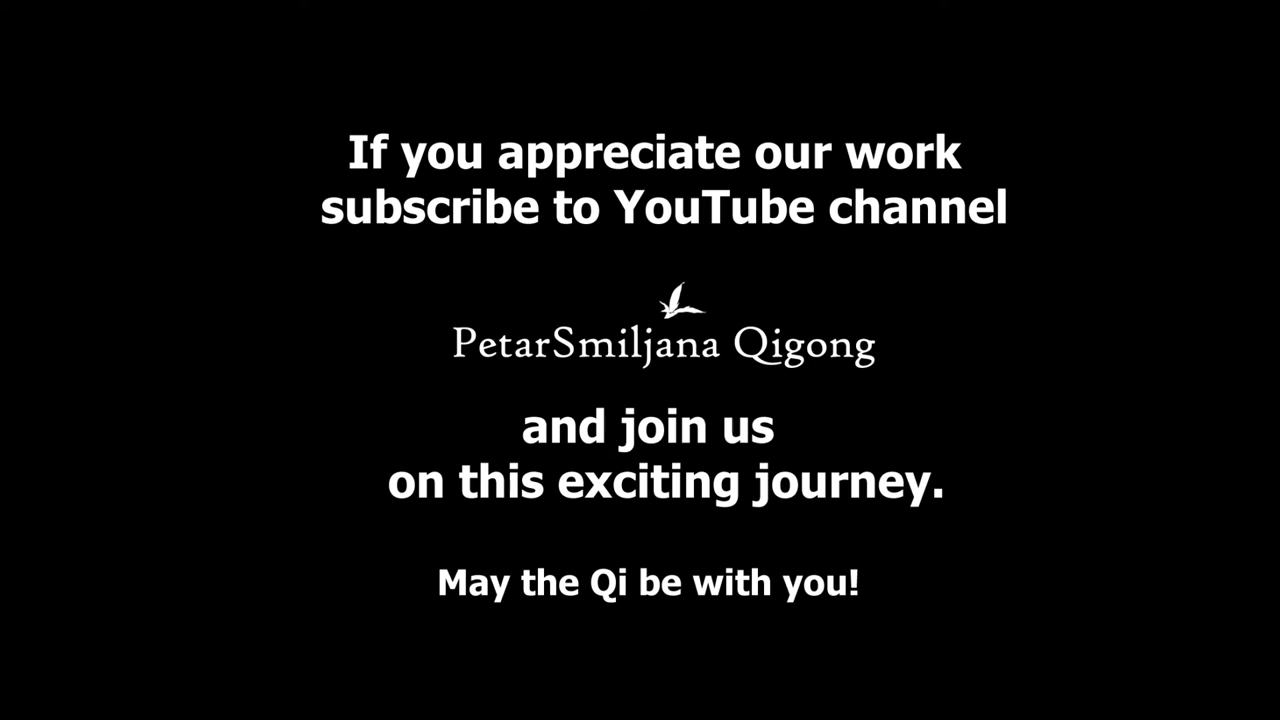 If you appreciate our work
subscribe to YouTube channel
PetarSmiljana Qigong
and join us
on this exciting journey.
May the Qi be with you!